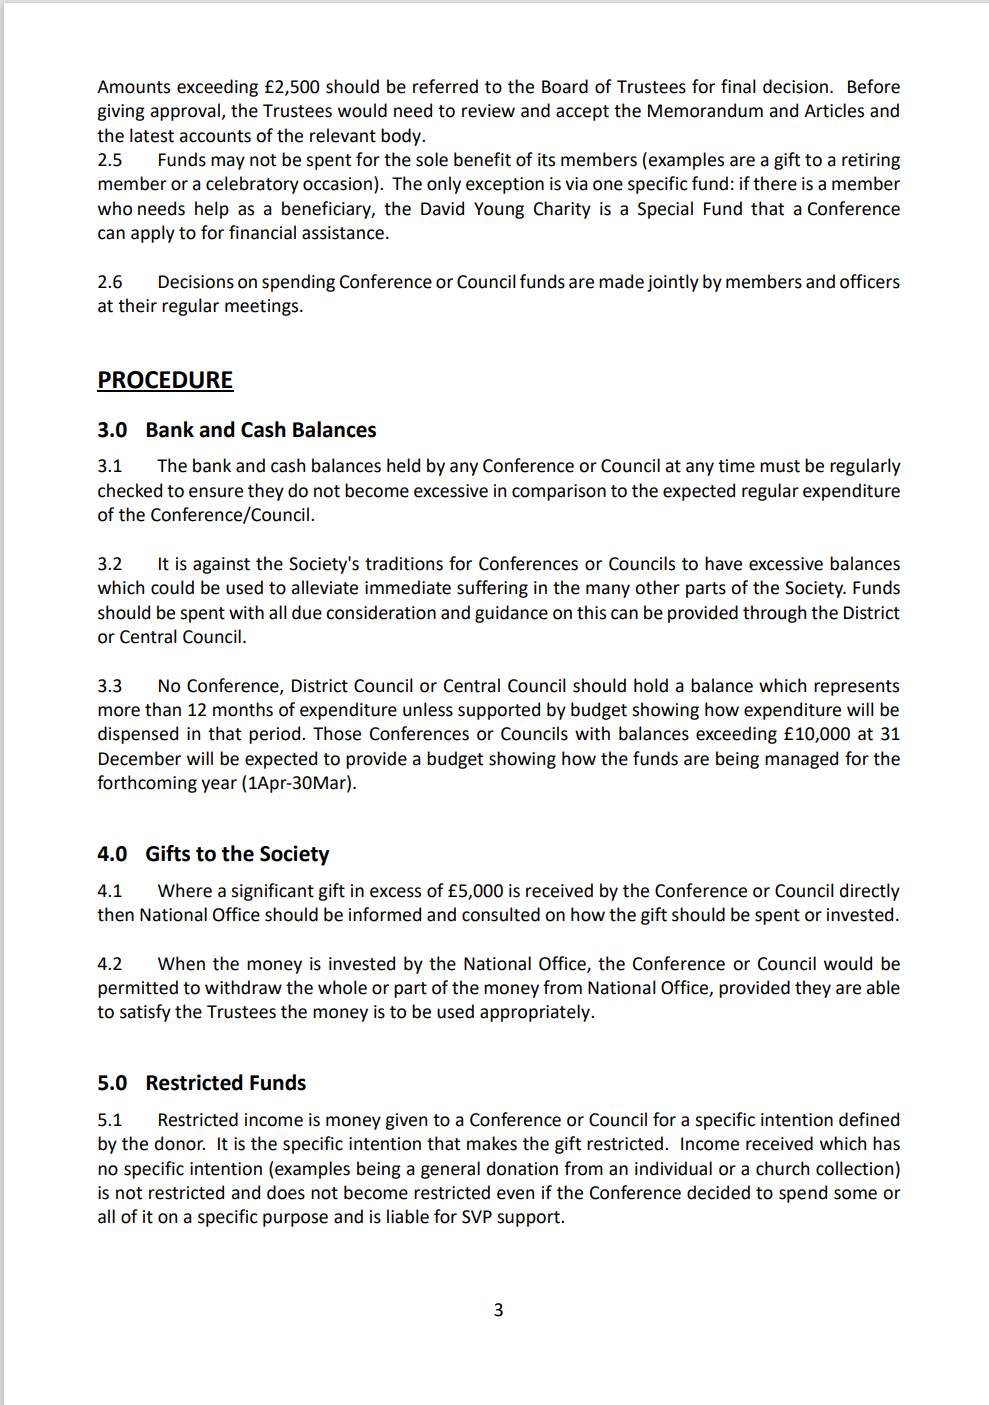 Amounts exceeding £2,500 should be referred to the Board of Trustees for final decision.  Before
giving approval, the Trustees would need to review and accept the Memorandum and Articles and
the latest accounts of the relevant body.
2.5 Funds may not be spent for the sole benefit of its members (examples are a gift to a retiring
member or a celebratory occasion).  The only exception is via one specific fund: if there is a member
who needs help as a beneficiary, the David Young Charity is a Special Fund that a Conference
can apply to for financial assistance.
2.6 Decisions on spending Conference or Council funds are made jointly by members and officers
at their regular meetings.
PROCEDURE
3.0 Bank and Cash Balances
3.1 The bank and cash balances held by any Conference or Council at any time must be regularly
checked to ensure they do not become excessive in comparison to the expected regular expenditure
of the Conference/Council.
3.2 It is against the Society's traditions for Conferences or Councils to have excessive balances
which could be used to alleviate immediate suffering in the many other parts of the Society. Funds
should be spent with all due consideration and guidance on this can be provided through the District
or Central Council.
3.3 No Conference, District Council or Central Council should hold a balance which represents
more than 12 months of expenditure unless supported by budget showing how expenditure will be
dispensed in that period. Those Conferences or Councils with balances exceeding £10,000 at 31
December will be expected to provide a budget showing how the funds are being managed for the
forthcoming year (1Apr-30Mar).
4.0 Gifts to the Society
4.1 Where a significant gift in excess of £5,000 is received by the Conference or Council directly
then National Office should be informed and consulted on how the gift should be spent or invested.
4.2 When the money is invested by the National Office, the Conference or Council would be
permitted to withdraw the whole or part of the money from National Office, provided they are able
to satisfy the Trustees the money is to be used appropriately.
5.0 Restricted Funds
5.1 Restricted income is money given to a Conference or Council for a specific intention defined
by the donor.  It is the specific intention that makes the gift restricted.  Income received which has
no specific intention (examples being a general donation from an individual or a church collection)
is not restricted and does not become restricted even if the Conference decided to spend some or
all of it on a specific purpose and is liable for SVP support.
3